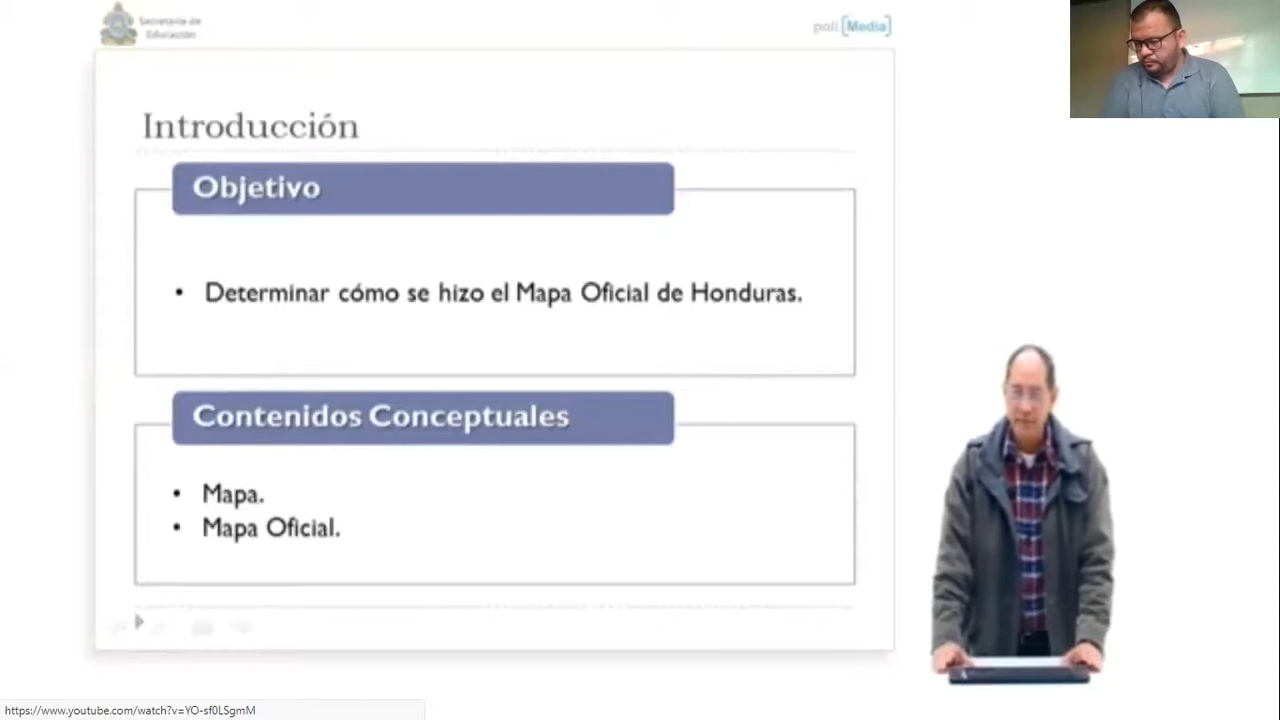 Secretaría de
Educación
poli [Media]
Introducción
Objetivo
• Determinar cómo se hizo el Mapa Oficial de Honduras.
Contenidos Conceptuales
• Mapa.
• Mapa Oficial.
https://www.youtube.com/watch?v=YO-sf0LSgmM